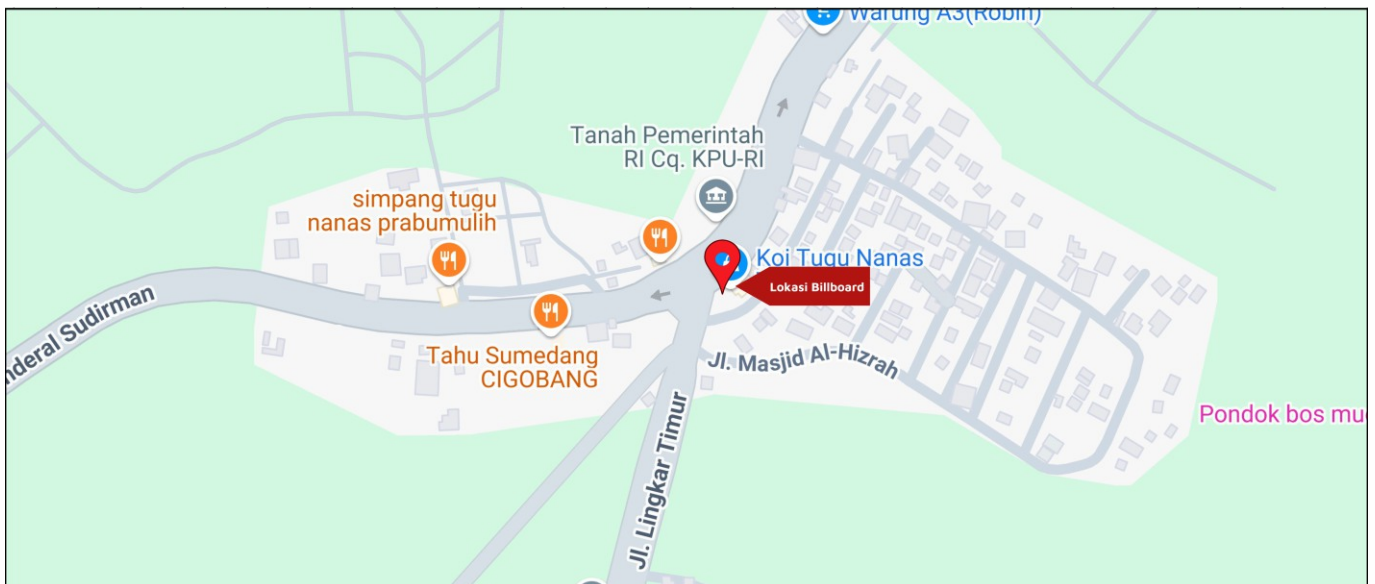 Warung A3(Robin)
Tanah Pemerintah
RI Cq. KPU-RI
simpang tugu
nanas prabumulih
Koi Tugu Nanas
Lokasi Billboard
nderal Sudirman
Tahu Sumedang
CIGOBANG
Jl. Masjid Al-Hizrah
Jl. Lingkar Timur
Pondok bos mu